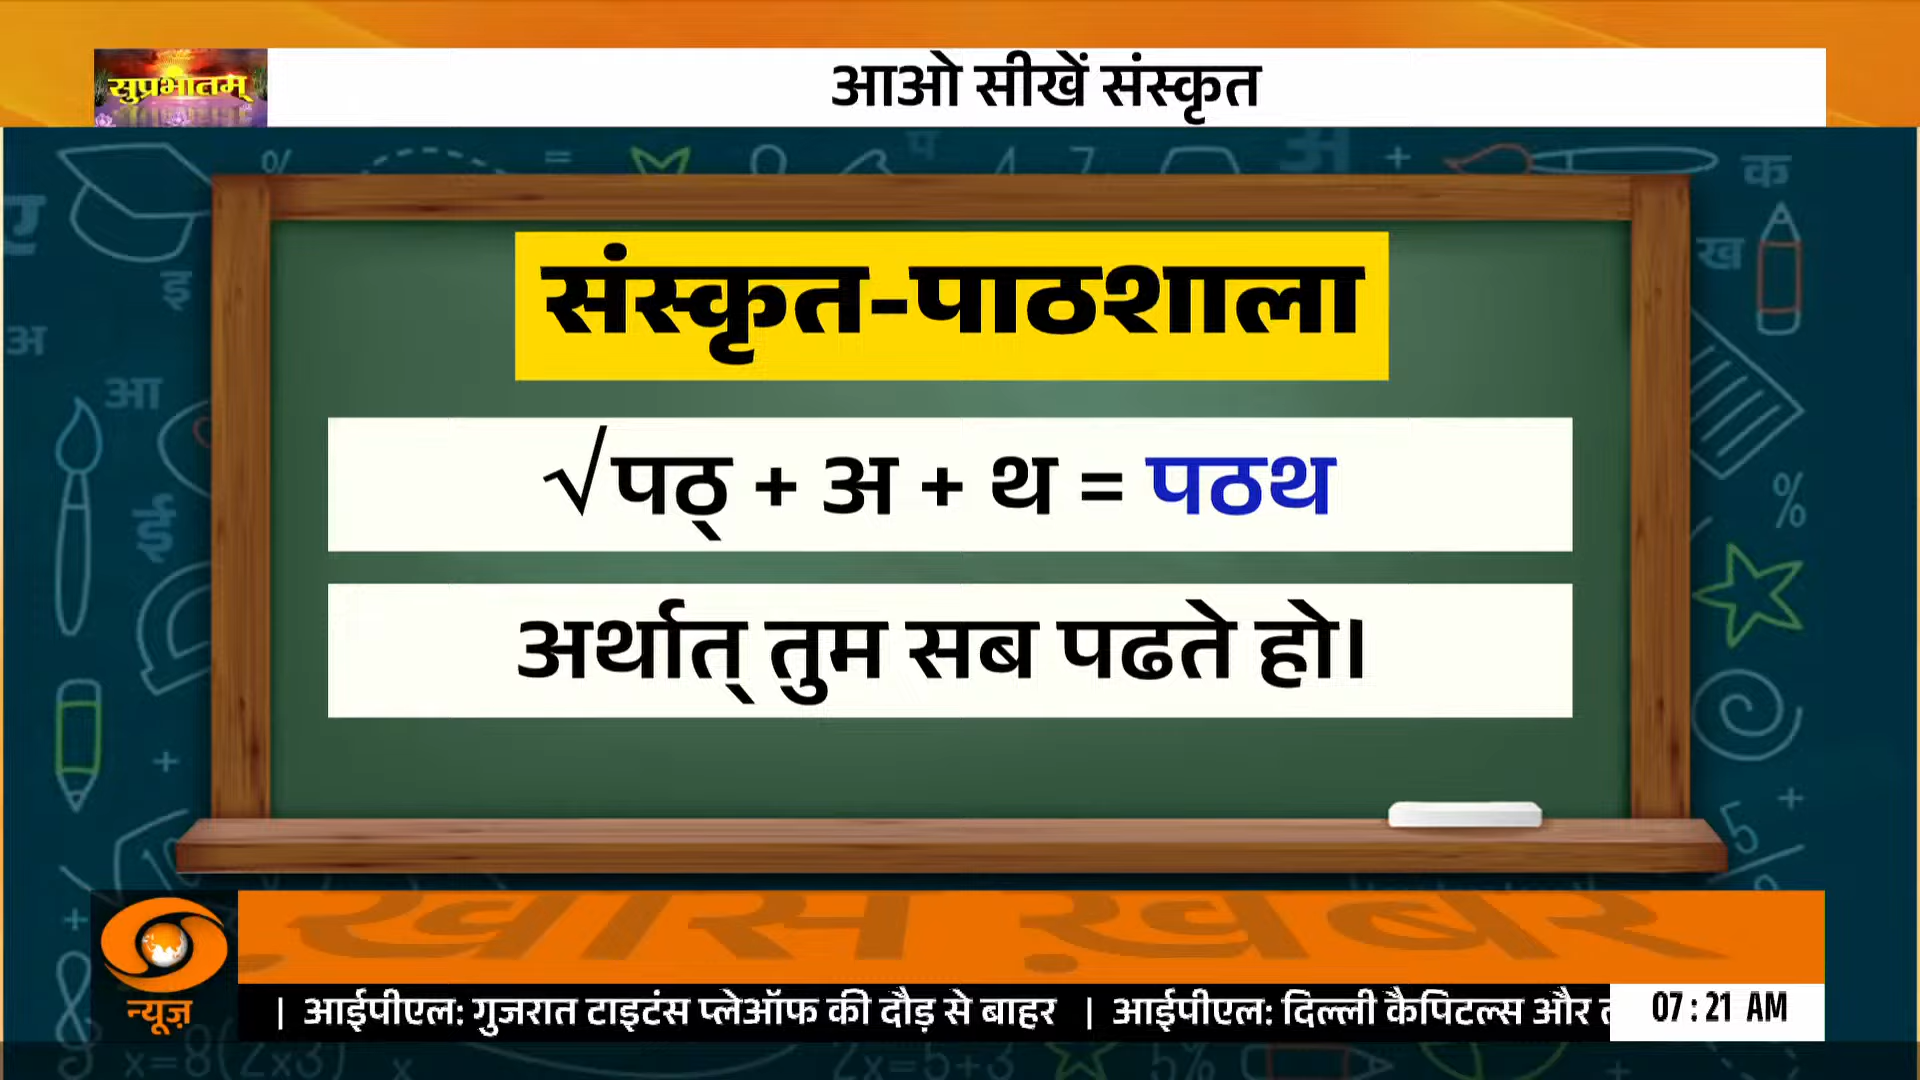 सुप्रभातम्
आओ सीखें संस्कृत
संस्कृत-पाठशाला
√पठ् + अ + थ = पठथ
अर्थात् तुम सब पढते हो।
ख़ास ख़बर
न्यूज़
| आईपीएल: गुजरात टाइटंस प्लेऑफ की दौड़ से बाहर | आईपीएल: दिल्ली कैपिटल्स और
07:21 AM